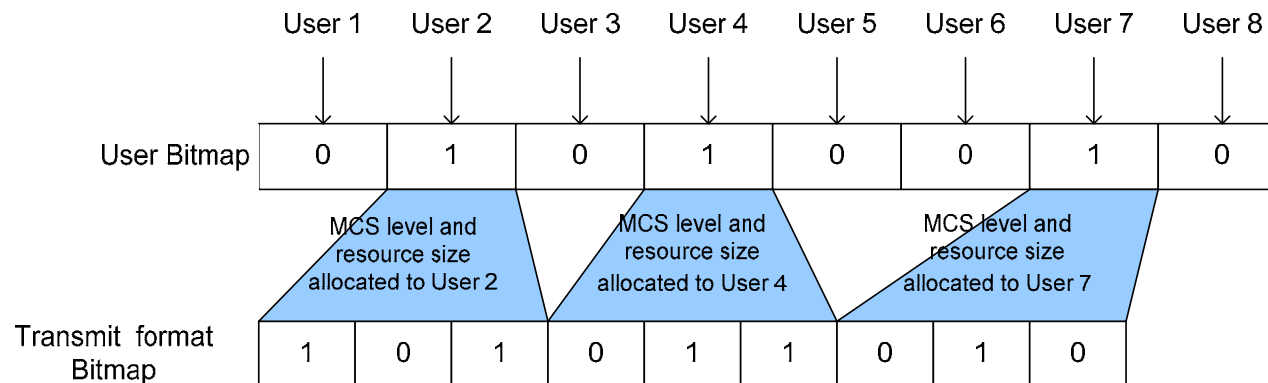 User 1 User 2 User 3 User 4 User 5 User 6 User 7 User 8
User Bitmap 0 1 0 1 0 0 1 0
MCS level and
resource size
allocated to User 2
MCS level and
resource size
allocated to User 4
MCS level and
resource size
allocated to User 7
Transmit format
Bitmap
1 0 1 0 1 1 0 1 0